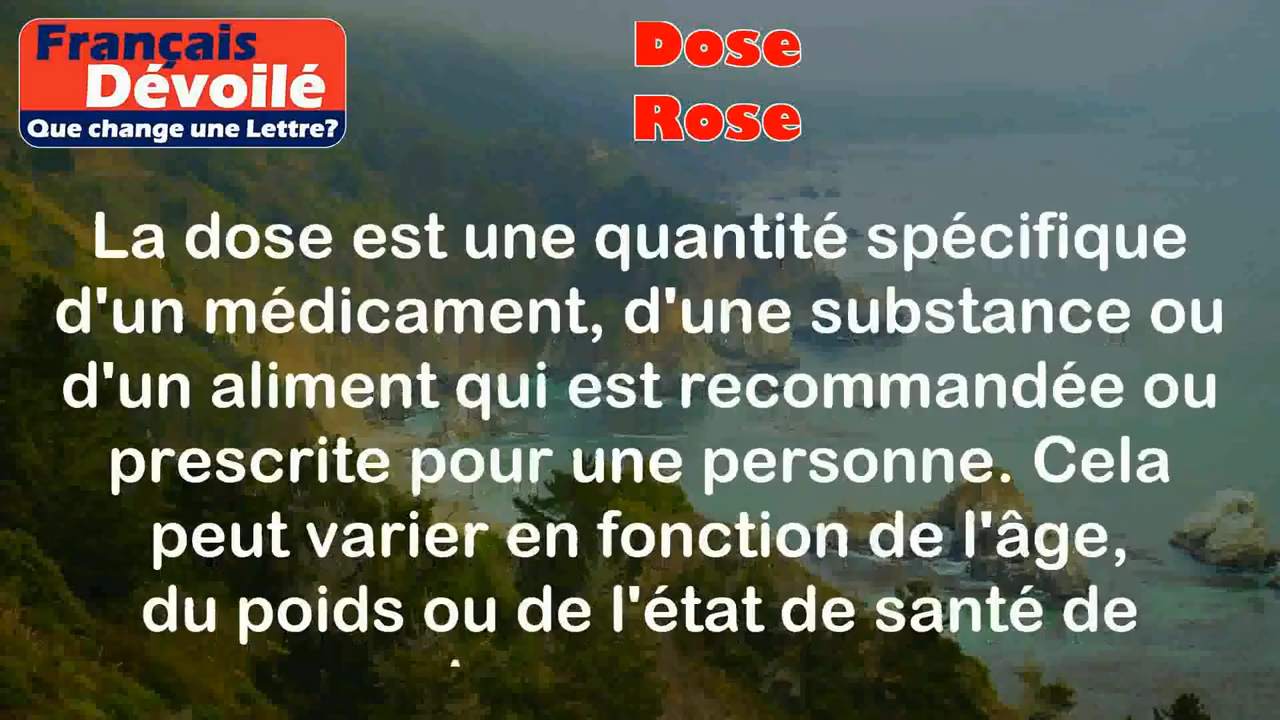 Français
Dévoilé
Que change une Lettre?
Dose
Rose
La dose est une quantité spécifique
d'un médicament, d'une substance ou
d'un aliment qui est recommandée ou
prescrite pour une personne. Cela
peut varier en fonction de l'âge,
du poids ou de l'état de santé de